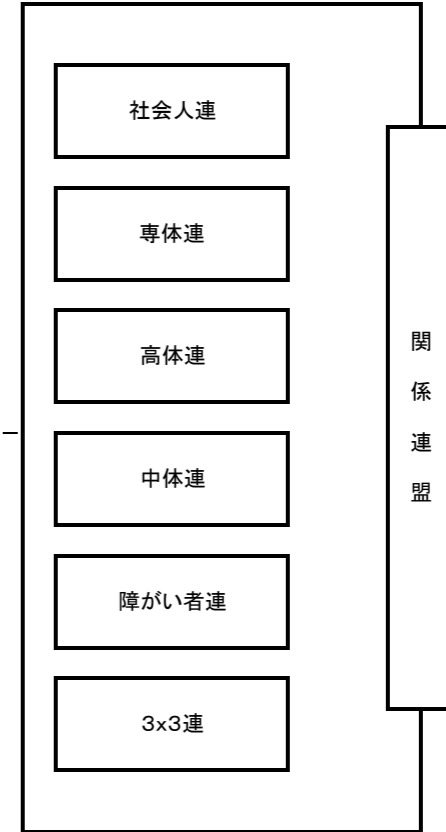 社会人連
専体連
高体連
中体連
障がい者連
3x3連
関係連盟